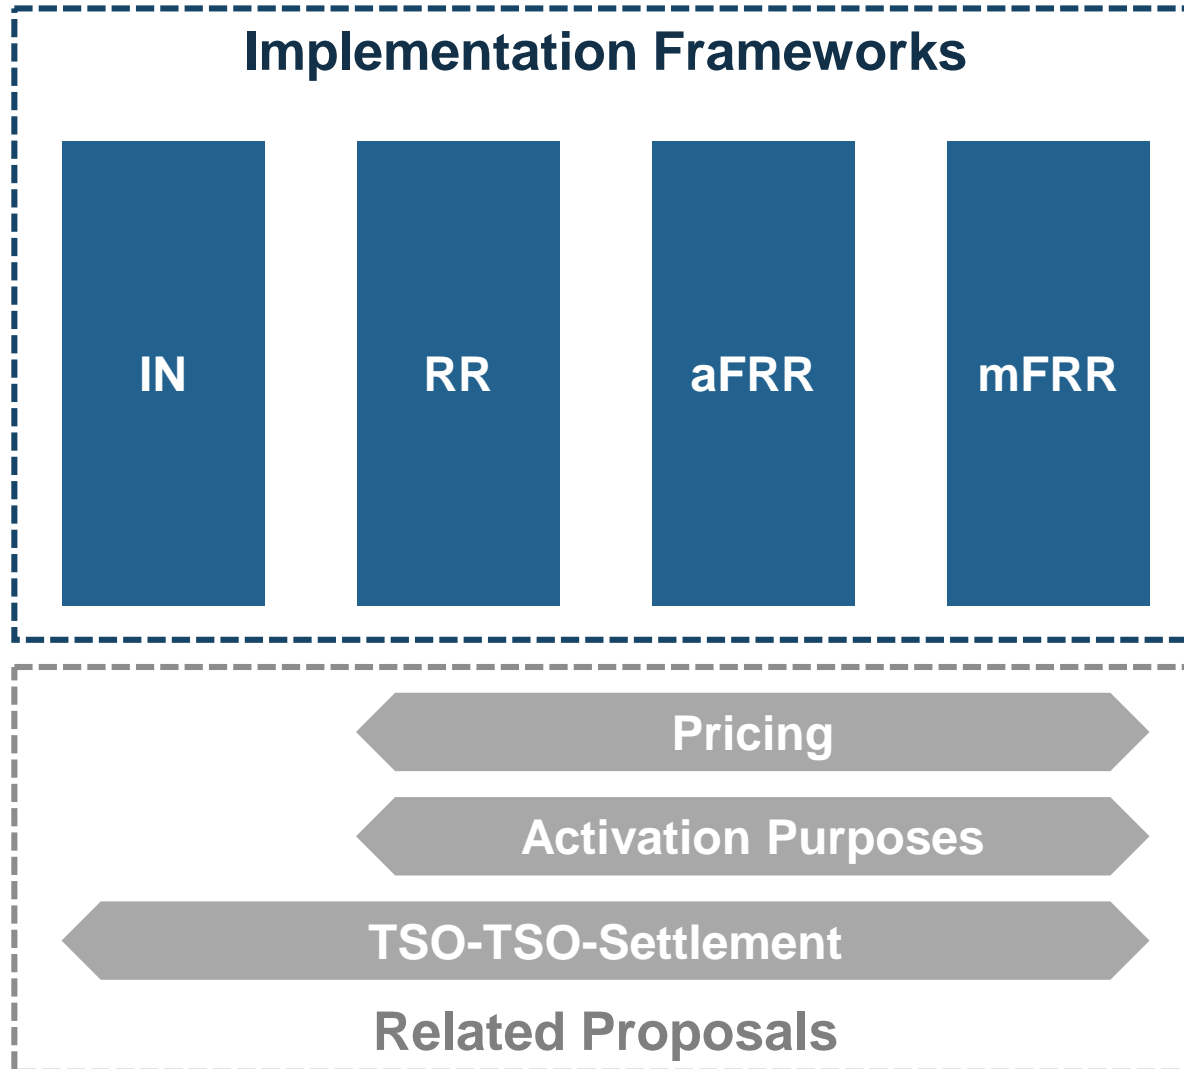 Implementation Frameworks
IN
RR
aFRR
mFRR
Pricing
Activation Purposes
TSO-TSO-Settlement
Related Proposals